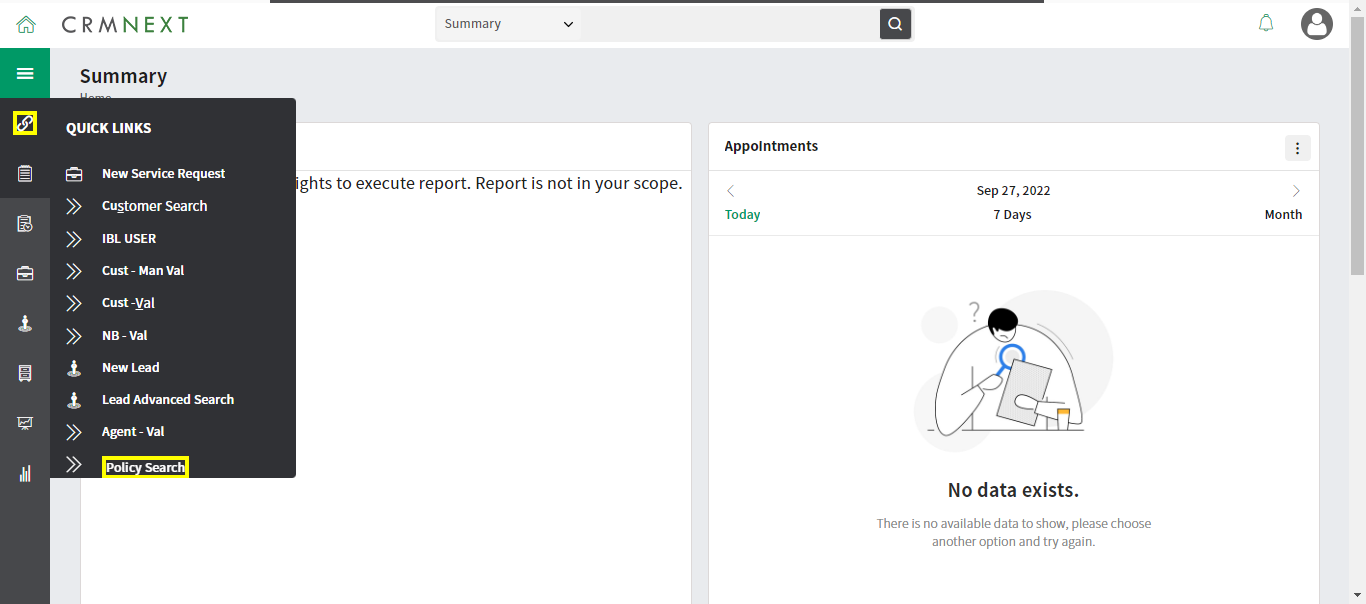 CRMNEXT
Summary
Summary
QUICK LINKS
New Service Request
Customer Search
IBL USER
Cust - Man Val
Cust -Val
NB - Val
New Lead
Lead Advanced Search
Agent - Val
Policy Search
ights to execute report. Report is not in your scope.
Appointments
Sep 27, 2022
Today 7 Days Month
?
No data exists.
There is no available data to show, please choose
another option and try again.